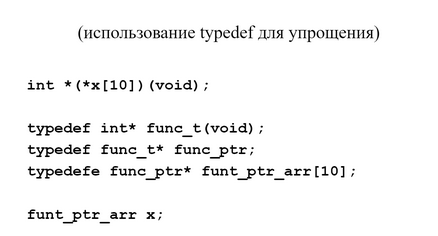 (использование typedef для упрощения)
int *(*x[10])(void);
typedef int* func_t(void);
typedef func_t* func_ptr;
typedefe func_ptr* funt_ptr_arr[10];
funt_ptr_arr x;